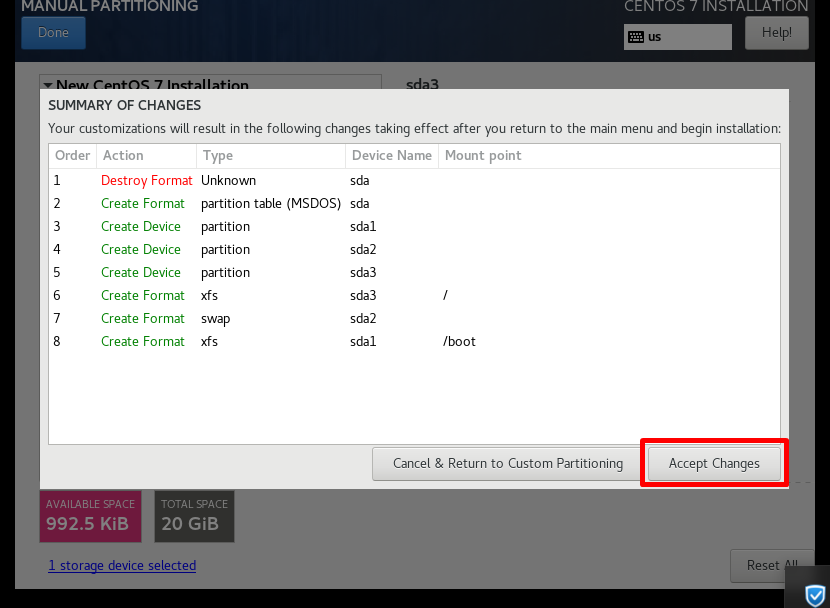 MANUAL PARTITIONING
CENTOS 7 INSTALLATION
Done
us
Help!
New CentOS 7 Installation
sda3
SUMMARY OF CHANGES
Your customizations will result in the following changes taking effect after you return to the main menu and begin installation:
Order Action Type Device Name Mount point
1 Destroy Format Unknown sda
2 Create Format partition table (MSDOS) sda
3 Create Device partition sda1
4 Create Device partition sda2
5 Create Device partition sda3
6 Create Format xfs sda3 /
7 Create Format swap sda2
8 Create Format xfs sda1 /boot
Cancel & Return to Custom Partitioning
Accept Changes
AVAILABLE SPACE
992.5 KiB
TOTAL SPACE
20 GiB
1 storage device selected
Reset All